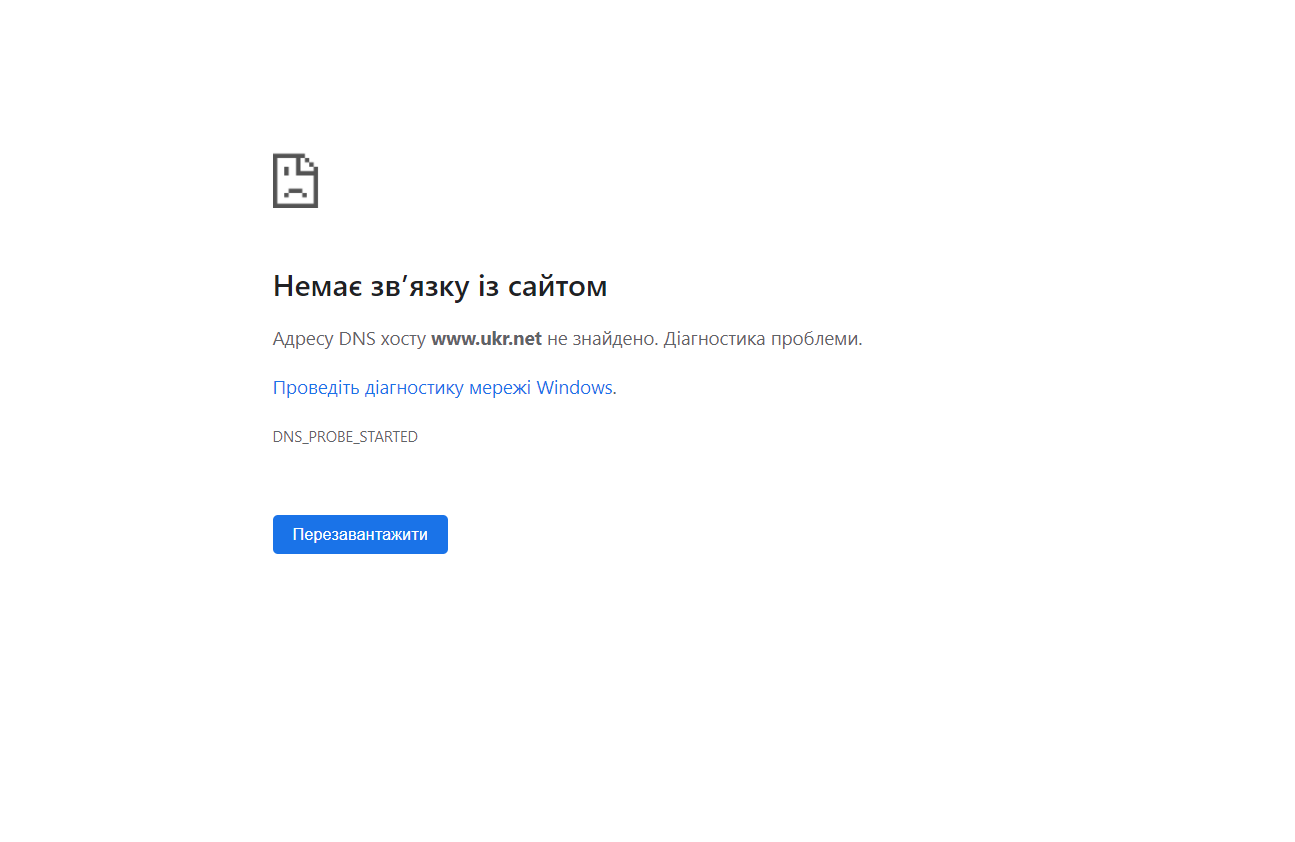 Немає зв’язку із сайтом
Адресу DNS хосту www.ukr.net не знайдено. Діагностика проблеми.
Проведіть діагностику мережі Windows.
DNS_PROBE_STARTED
Перезавантажити